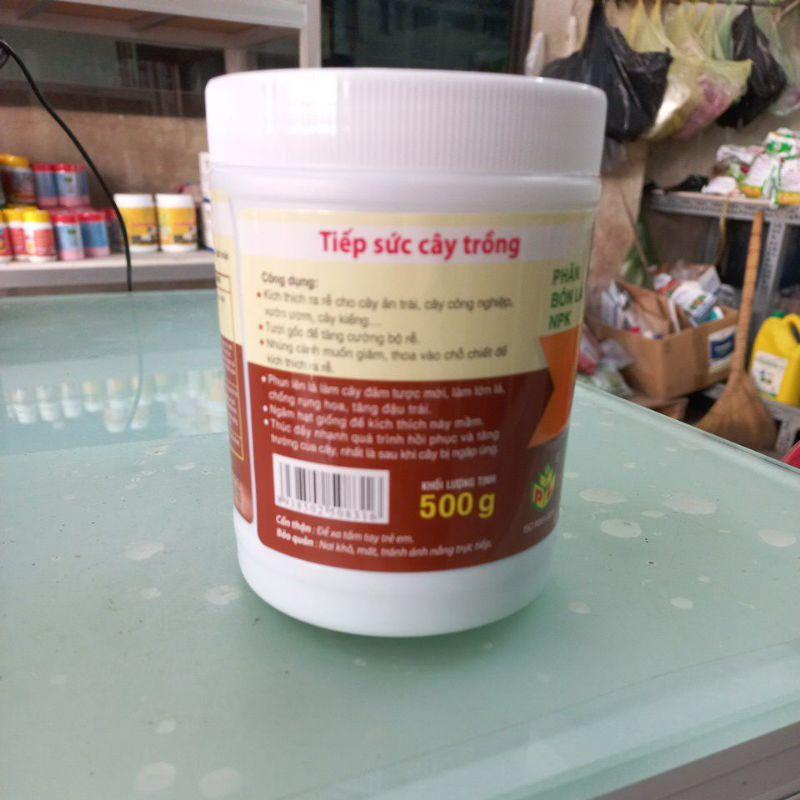 Tiếp sức cây trồng
Công dụng:
• Kích thích ra rễ cho cây ăn trái, cây công nghiệp,
vườn ươm, cây kiểng....
• Tưới gốc để tăng cường bộ rễ.
• Nhúng cành muốn giâm, thoa vào chỗ chiết để
kích thích ra rễ.
• Phun lên lá làm cây đâm tược mới, làm lớn lá,
chống rụng hoa, tăng đậu trái.
• Ngâm hạt giống để kích thích nảy mầm.
• Thúc đẩy nhanh quá trình hồi phục và tăng
trưởng của cây, nhất là sau khi cây bị ngập úng.
KHỐI LƯỢNG TỊNH
500 g
Cẩn thận : Để xa tầm tay trẻ em.
Bảo quản : Nơi khô, mát, tránh ánh nắng trực tiếp.
PHÂN
BÓN LÁ
NPK